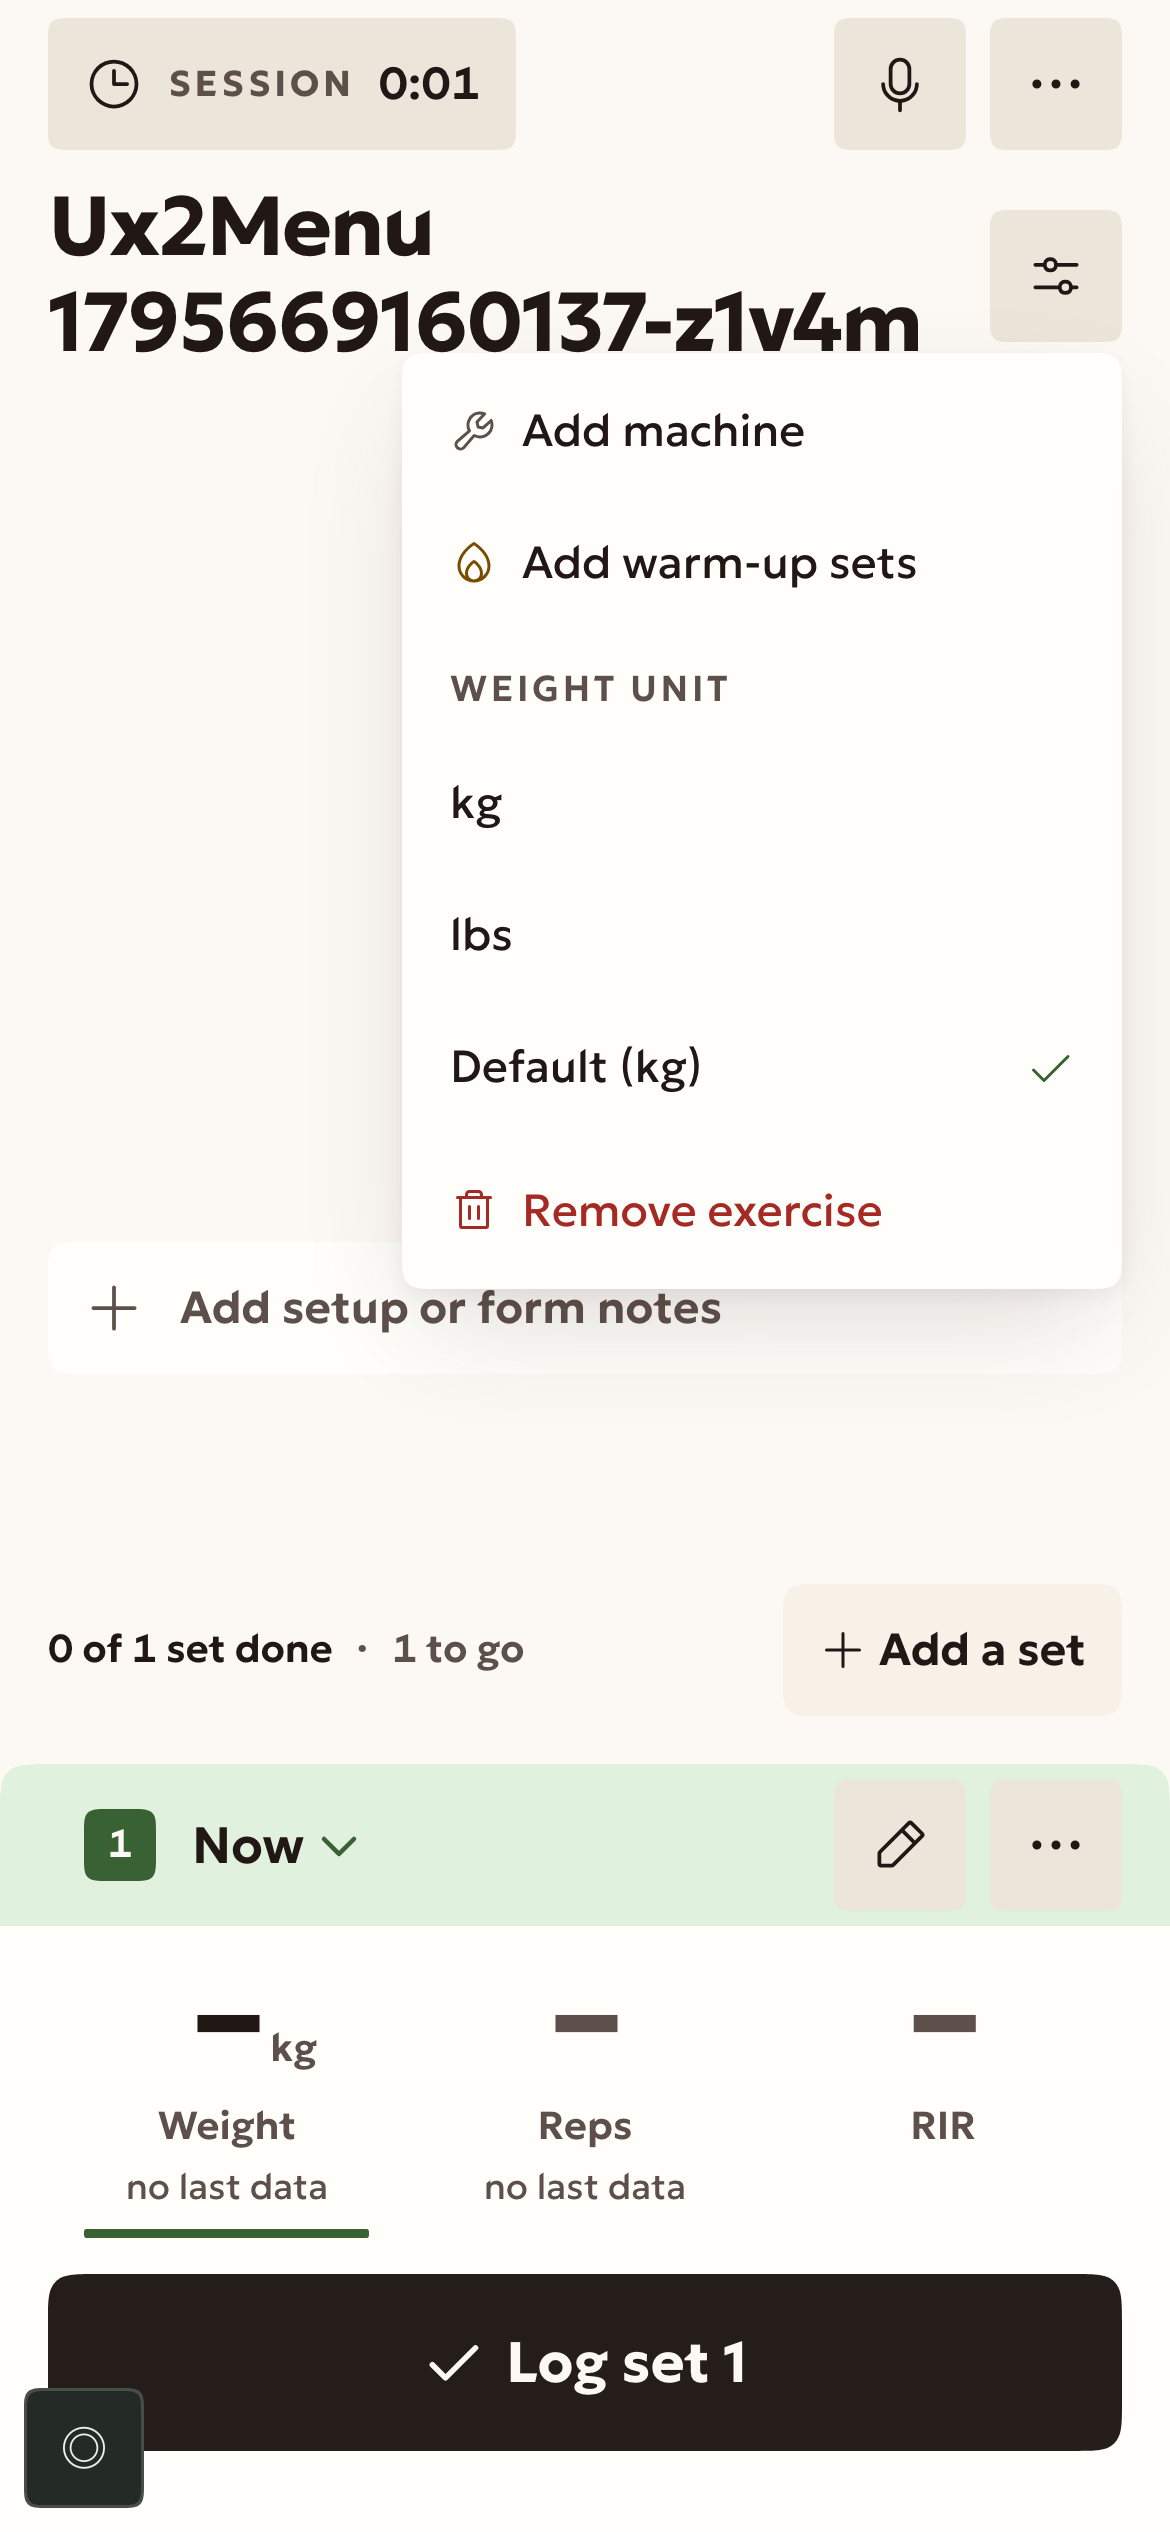 SESSION 0:01
Ux2Menu
1795669160137-z1v4m
Add machine
Add warm-up sets
WEIGHT UNIT
kg
lbs
Default (kg)
Remove exercise
Add setup or form notes
0 of 1 set done · 1 to go
Add a set
1 Now
kg
Weight
no last data
Reps
no last data
RIR
Log set 1